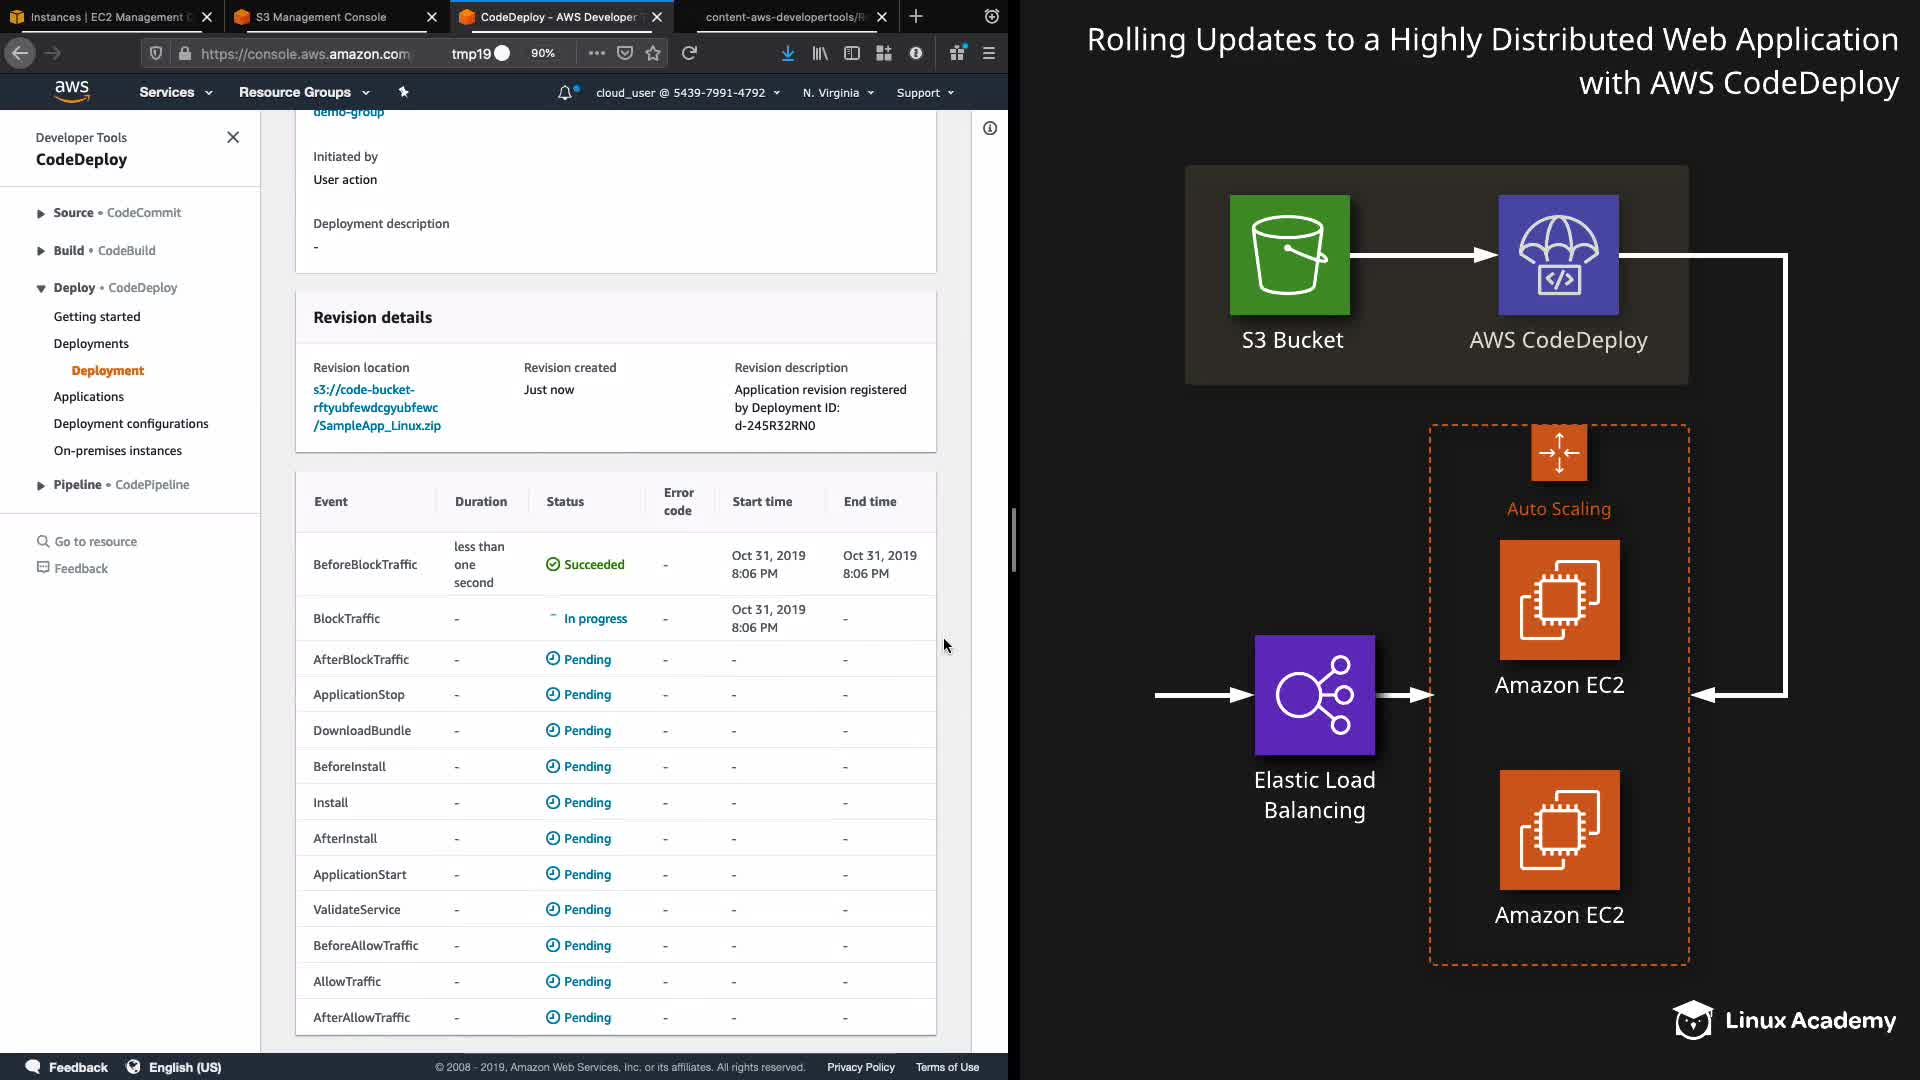 Instances | EC2 Management C
S3 Management Console
CodeDeploy - AWS Developer T
content-aws-developertools/R
https://console.aws.amazon.com
tmp19
90%
aws
Services
Resource Groups
cloud_user @ 5439-7991-4792
N. Virginia
Support
Developer Tools
CodeDeploy
Source • CodeCommit
Build • CodeBuild
Deploy • CodeDeploy
Getting started
Deployments
Deployment
Applications
Deployment configurations
On-premises instances
Pipeline • CodePipeline
Go to resource
Feedback
demo-group
Initiated by
User action
Deployment description
-
Revision details
Revision location
s3://code-bucket-
rftyubfewdcgyubfewc
/SampleApp_Linux.zip
Revision created
Just now
Revision description
Application revision registered
by Deployment ID:
d-245R32RN0
Event Duration Status Error code Start time End time
BeforeBlockTraffic less than one second Succeeded - Oct 31, 2019 8:06 PM Oct 31, 2019 8:06 PM
BlockTraffic - In progress - Oct 31, 2019 8:06 PM -
AfterBlockTraffic - Pending - - -
ApplicationStop - Pending - - -
DownloadBundle - Pending - - -
BeforeInstall - Pending - - -
Install - Pending - - -
AfterInstall - Pending - - -
ApplicationStart - Pending - - -
ValidateService - Pending - - -
BeforeAllowTraffic - Pending - - -
AllowTraffic - Pending - - -
AfterAllowTraffic - Pending - - -
Feedback
English (US)
© 2008 - 2019, Amazon Web Services, Inc. or its affiliates. All rights reserved.
Privacy Policy
Terms of Use
Rolling Updates to a Highly Distributed Web Application
with AWS CodeDeploy
S3 Bucket
AWS CodeDeploy
</>
Auto Scaling
Amazon EC2
Elastic Load
Balancing
Amazon EC2
Linux Academy